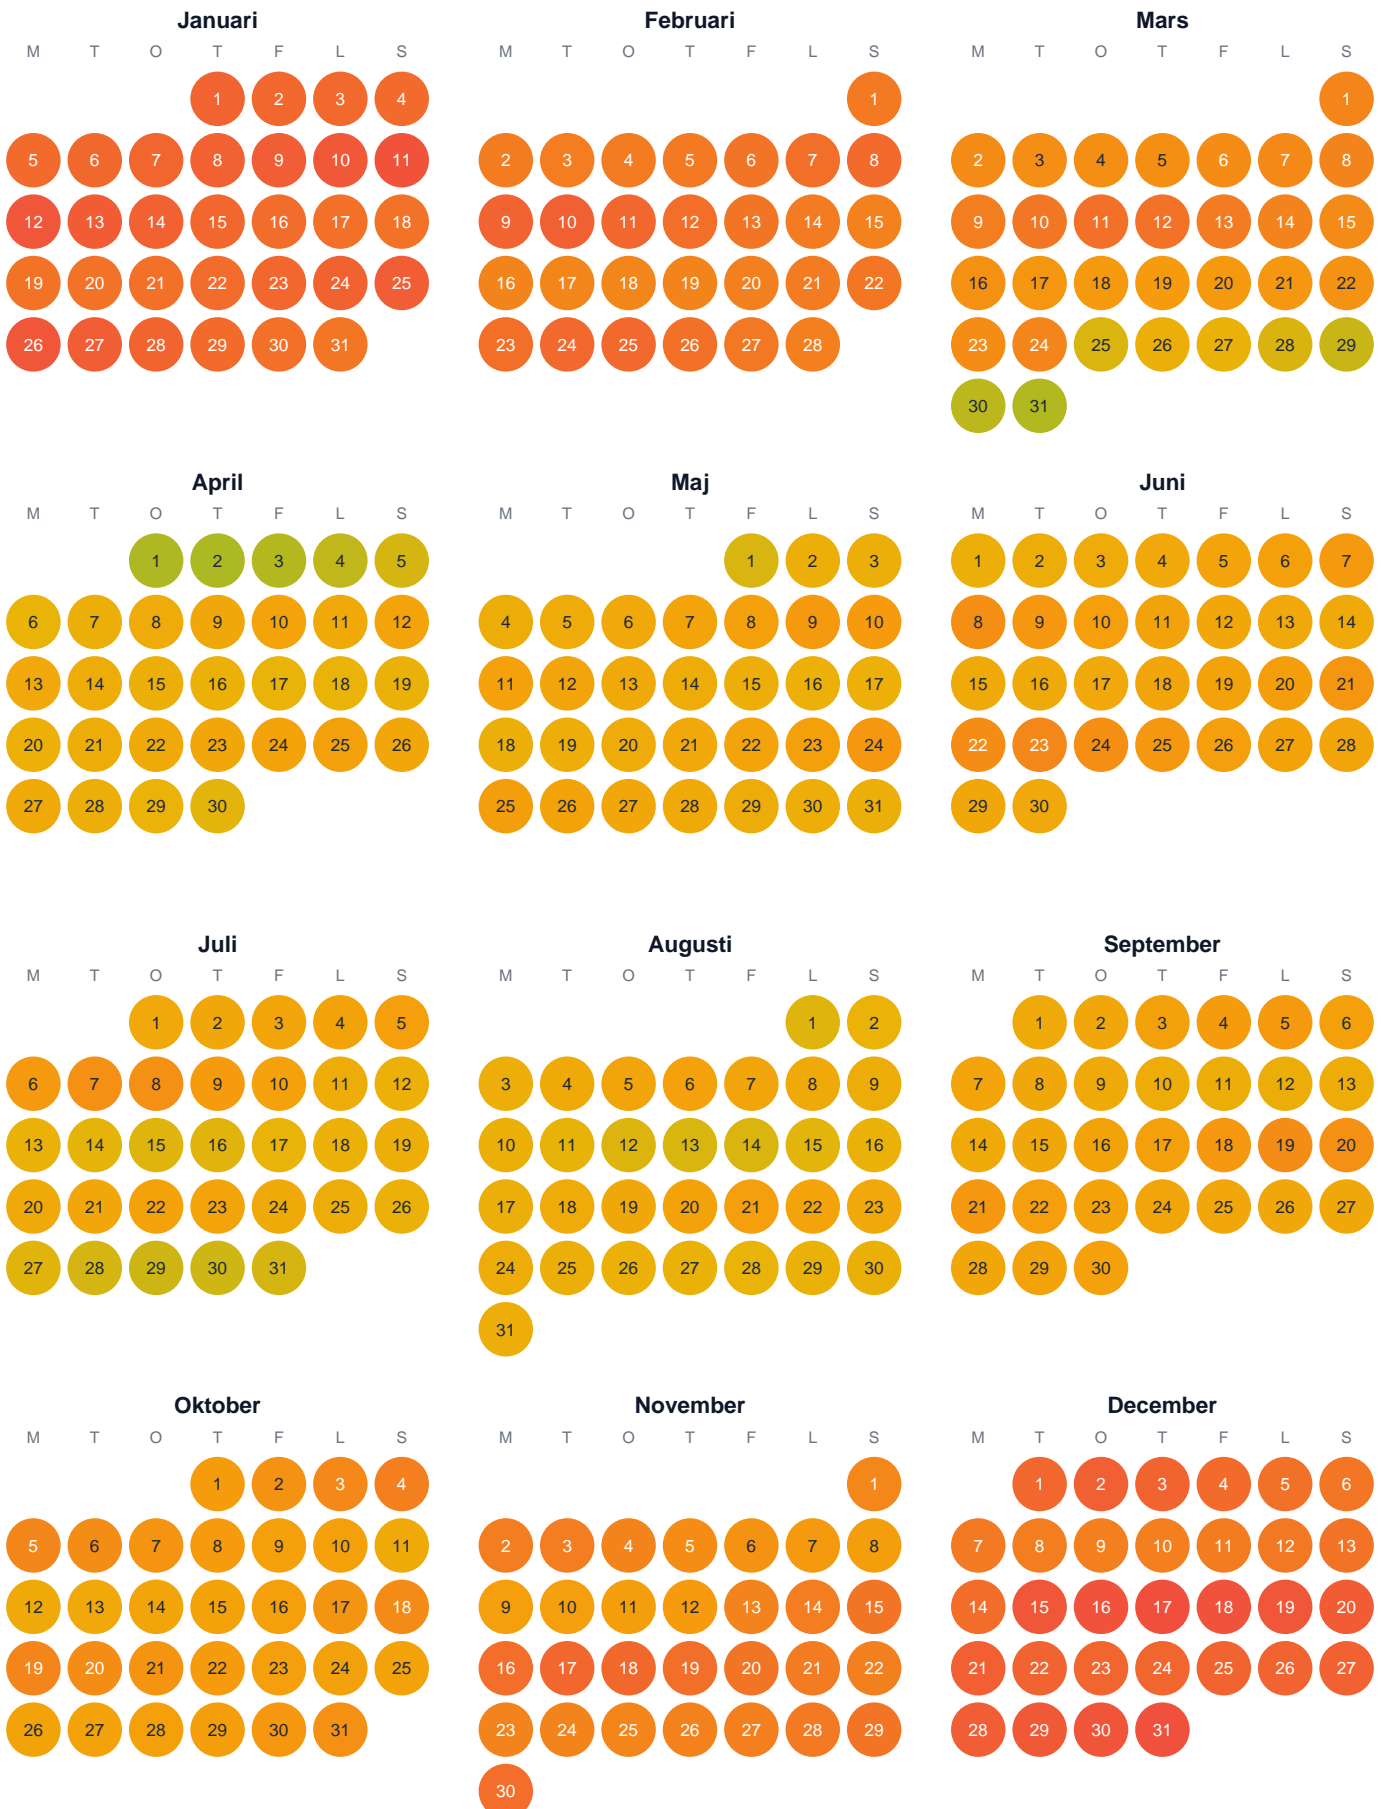 Januari Februari Mars
M T O T F L S M T O T F L S M T O T F L S
1 2 3 4 1 1
5 6 7 8 9 10 11 2 3 4 5 6 7 8 2 3 4 5 6 7 8
12 13 14 15 16 17 18 9 10 11 12 13 14 15 9 10 11 12 13 14 15
19 20 21 22 23 24 25 16 17 18 19 20 21 22 16 17 18 19 20 21 22
26 27 28 29 30 31 23 24 25 26 27 28 23 24 25 26 27 28 29
30 31
April Maj Juni
M T O T F L S M T O T F L S M T O T F L S
1 2 3 4 5 1 2 3 1 2 3 4 5 6 7
6 7 8 9 10 11 12 4 5 6 7 8 9 10 8 9 10 11 12 13 14
13 14 15 16 17 18 19 11 12 13 14 15 16 17 15 16 17 18 19 20 21
20 21 22 23 24 25 26 18 19 20 21 22 23 24 22 23 24 25 26 27 28
27 28 29 30 25 26 27 28 29 30 31 29 30
Juli Augusti September
M T O T F L S M T O T F L S M T O T F L S
1 2 3 4 5 1 2 1 2 3 4 5 6
6 7 8 9 10 11 12 3 4 5 6 7 8 9 7 8 9 10 11 12 13
13 14 15 16 17 18 19 10 11 12 13 14 15 16 14 15 16 17 18 19 20
20 21 22 23 24 25 26 17 18 19 20 21 22 23 21 22 23 24 25 26 27
27 28 29 30 31 24 25 26 27 28 29 30 28 29 30
31
Oktober November December
M T O T F L S M T O T F L S M T O T F L S
1 2 3 4 1 1 2 3 4 5 6
5 6 7 8 9 10 11 2 3 4 5 6 7 8 7 8 9 10 11 12 13
12 13 14 15 16 17 18 9 10 11 12 13 14 15 14 15 16 17 18 19 20
19 20 21 22 23 24 25 16 17 18 19 20 21 22 21 22 23 24 25 26 27
26 27 28 29 30 31 23 24 25 26 27 28 29 28 29 30 31
30